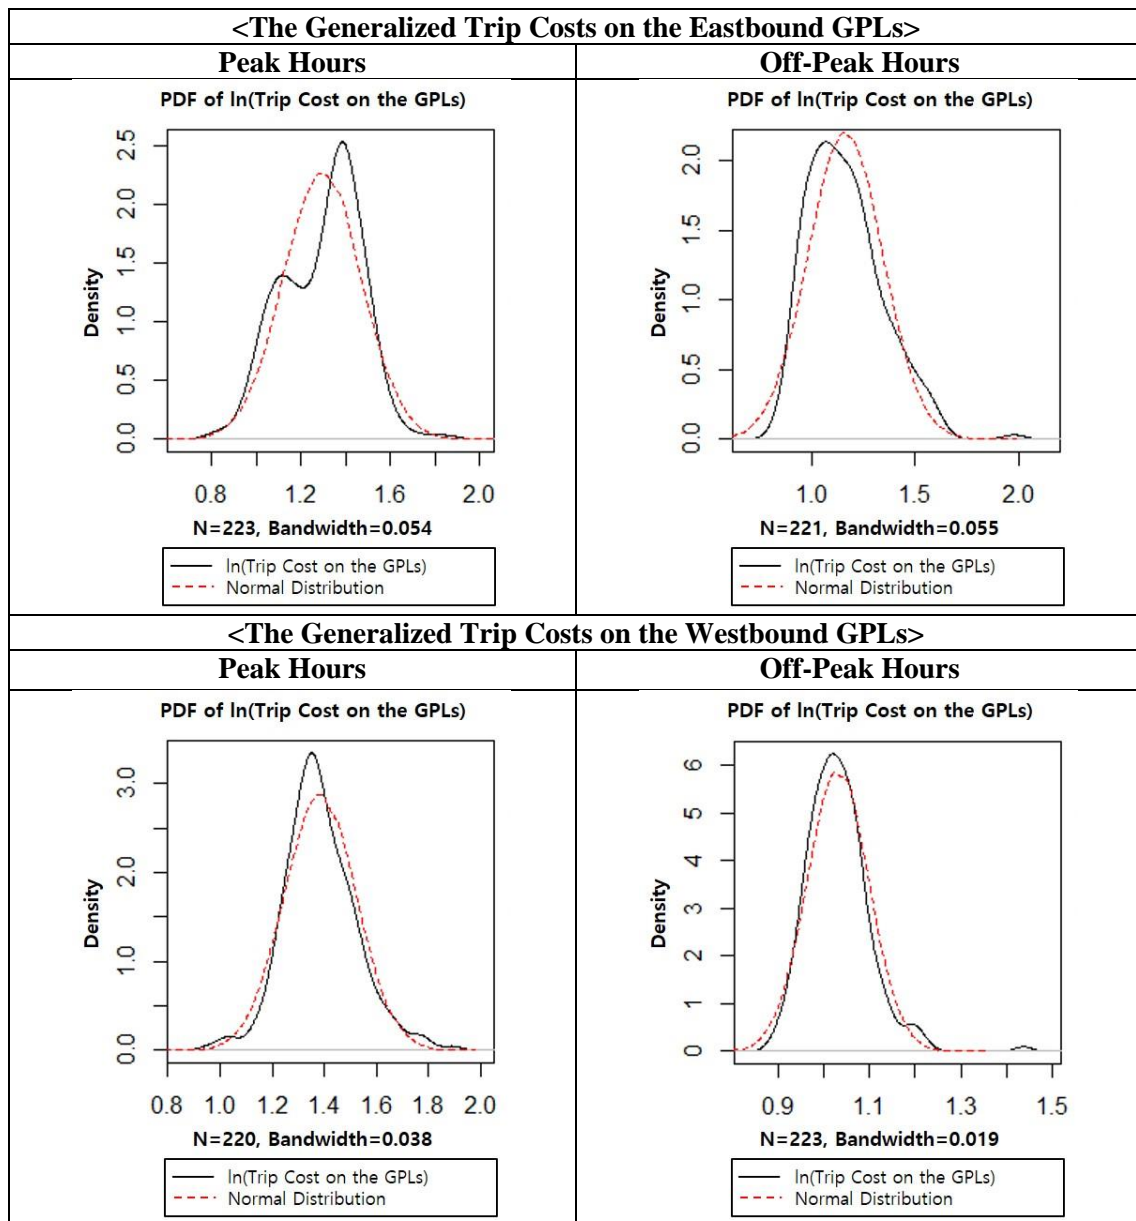 <The Generalized Trip Costs on the Eastbound GPLs>
Peak Hours
Off-Peak Hours
PDF of ln(Trip Cost on the GPLs)
Density
0.0 0.5 1.0 1.5 2.0 2.5
0.8 1.2 1.6 2.0
N=223, Bandwidth=0.054
ln(Trip Cost on the GPLs)
Normal Distribution
PDF of ln(Trip Cost on the GPLs)
Density
0.0 0.5 1.0 1.5 2.0
1.0 1.5 2.0
N=221, Bandwidth=0.055
ln(Trip Cost on the GPLs)
Normal Distribution
<The Generalized Trip Costs on the Westbound GPLs>
Peak Hours
Off-Peak Hours
PDF of ln(Trip Cost on the GPLs)
Density
0.0 1.0 2.0 3.0
0.8 1.0 1.2 1.4 1.6 1.8 2.0
N=220, Bandwidth=0.038
ln(Trip Cost on the GPLs)
Normal Distribution
PDF of ln(Trip Cost on the GPLs)
Density
0 1 2 3 4 5 6
0.9 1.1 1.3 1.5
N=223, Bandwidth=0.019
ln(Trip Cost on the GPLs)
Normal Distribution